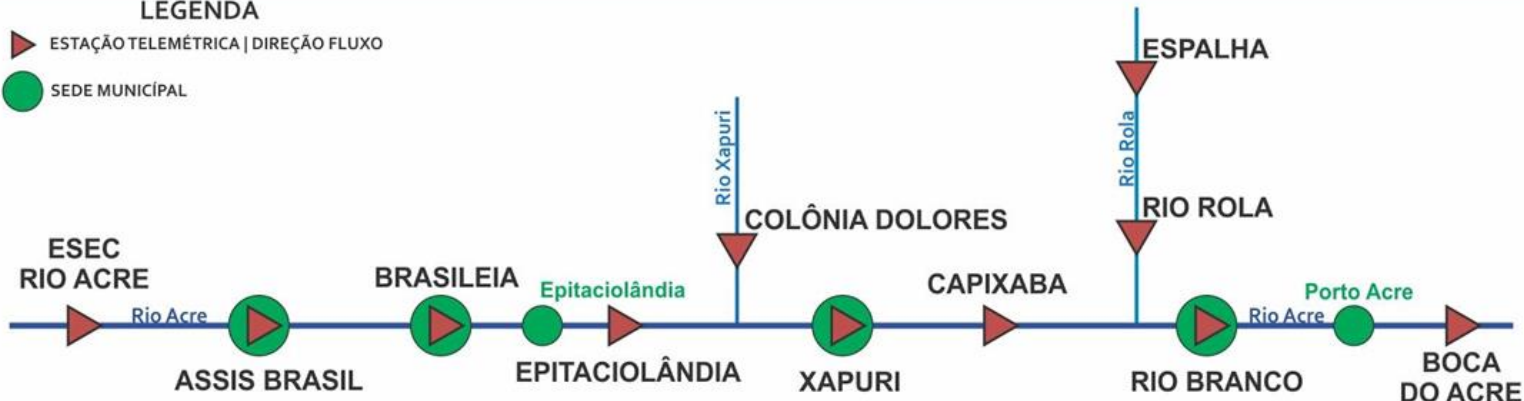 LEGENDA
ESTAÇÃO TELEMÉTRICA | DIREÇÃO FLUXO
SEDE MUNICÍPAL
ESPALHA
Rio Xapuri
Rio Rola
COLÔNIA DOLORES
RIO ROLA
ESEC
RIO ACRE
BRASILEIA
Epitaciolândia
CAPIXABA
Porto Acre
Rio Acre
Rio Acre
ASSIS BRASIL
EPITACIOLÂNDIA
XAPURI
RIO BRANCO
BOCA
DO ACRE